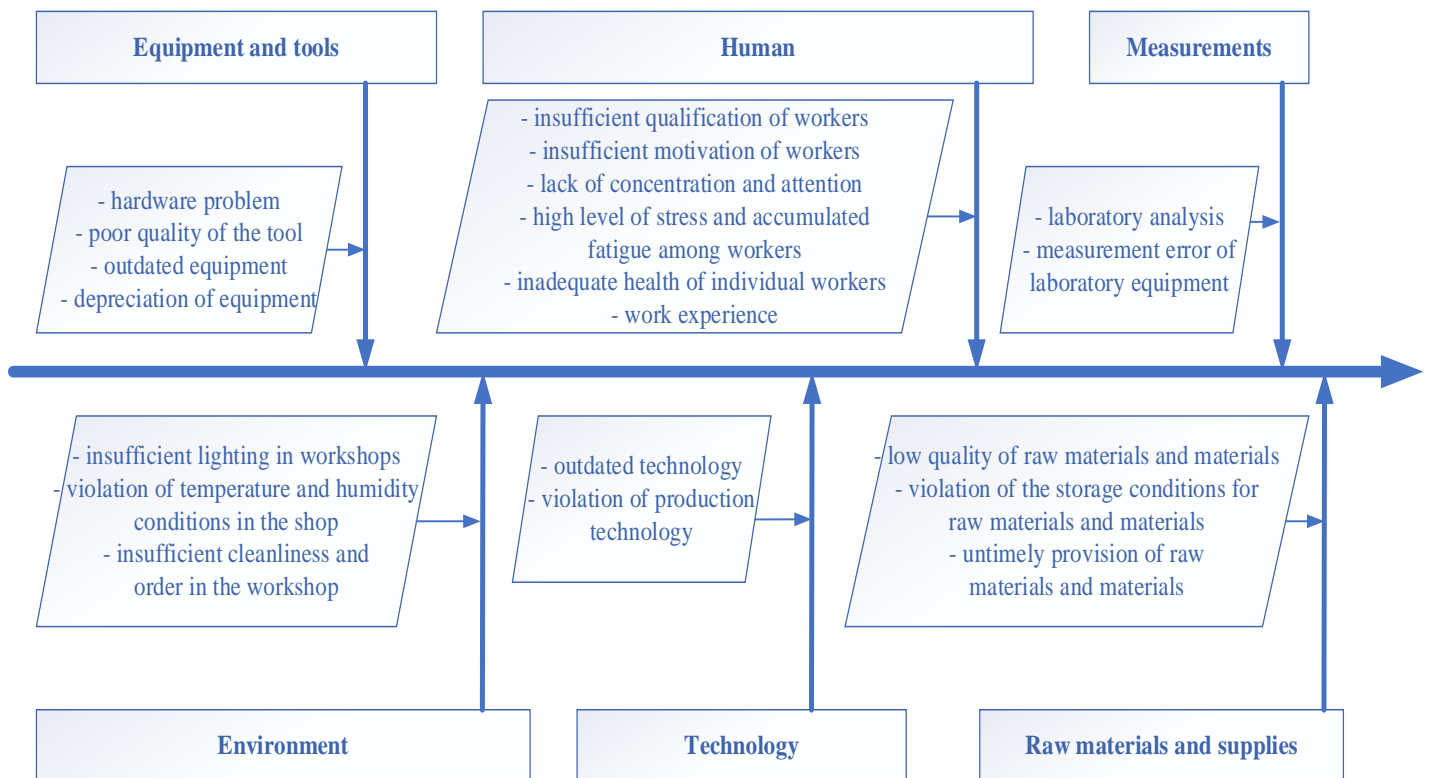 Equipment and tools
Human
Measurements
- hardware problem
- poor quality of the tool
- outdated equipment
- depreciation of equipment
- insufficient qualification of workers
- insufficient motivation of workers
- lack of concentration and attention
- high level of stress and accumulated
fatigue among workers
- inadequate health of individual workers
- work experience
- laboratory analysis
- measurement error of
laboratory equipment
- insufficient lighting in workshops
- violation of temperature and humidity
conditions in the shop
- insufficient cleanliness and
order in the workshop
- outdated technology
- violation of production
technology
- low quality of raw materials and materials
- violation of the storage conditions for
raw materials and materials
- untimely provision of raw
materials and materials
Environment
Technology
Raw materials and supplies